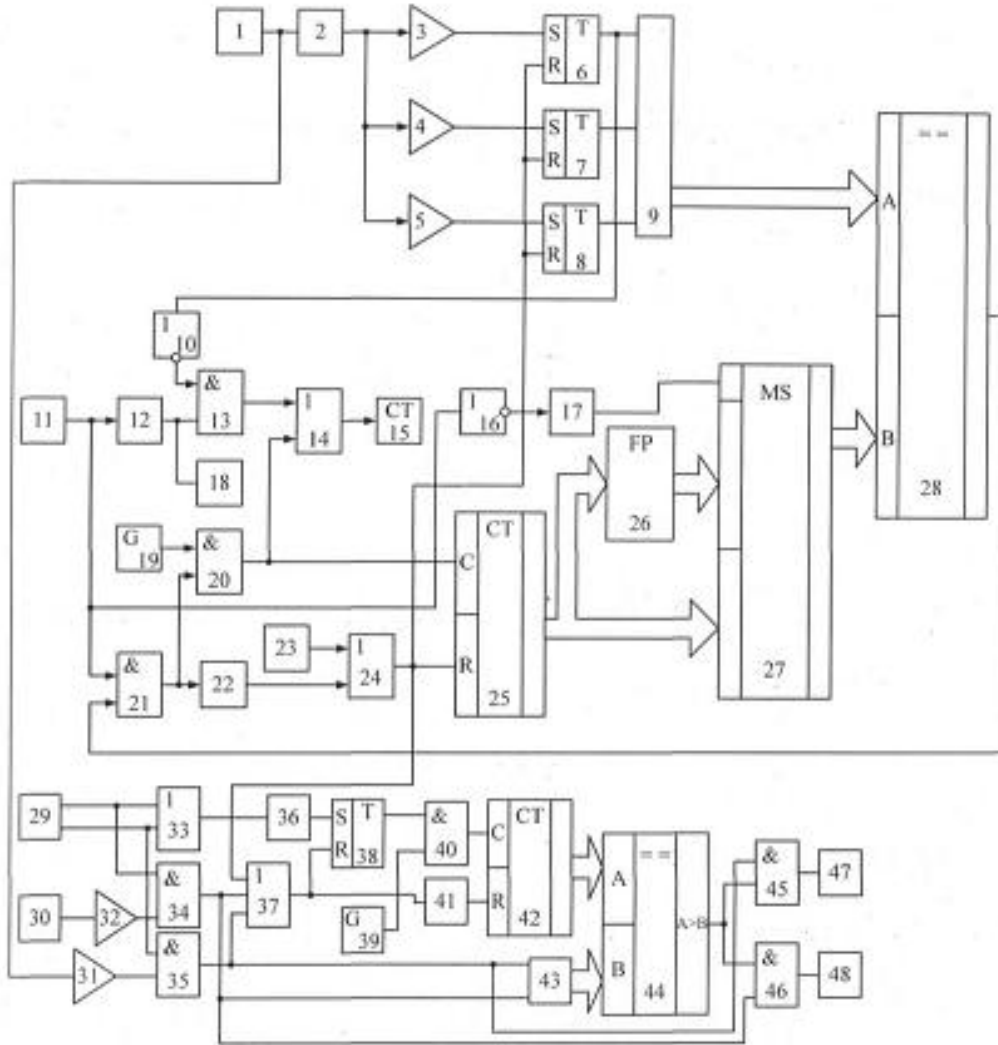 1
2
3
S
T
R
6
4
S
T
R
7
5
S
T
R
8
9
A
==
B
28
1
10
11
12
&
13
1
14
CT
15
1
16
17
MS
18
FP
26
G
19
&
20
C
CT
R
25
27
&
21
22
23
1
24
29
1
33
36
S
T
R
38
&
40
C
CT
R
42
A
==
A>B
B
44
&
45
47
30
32
&
34
1
37
G
39
41
31
&
35
43
&
46
48